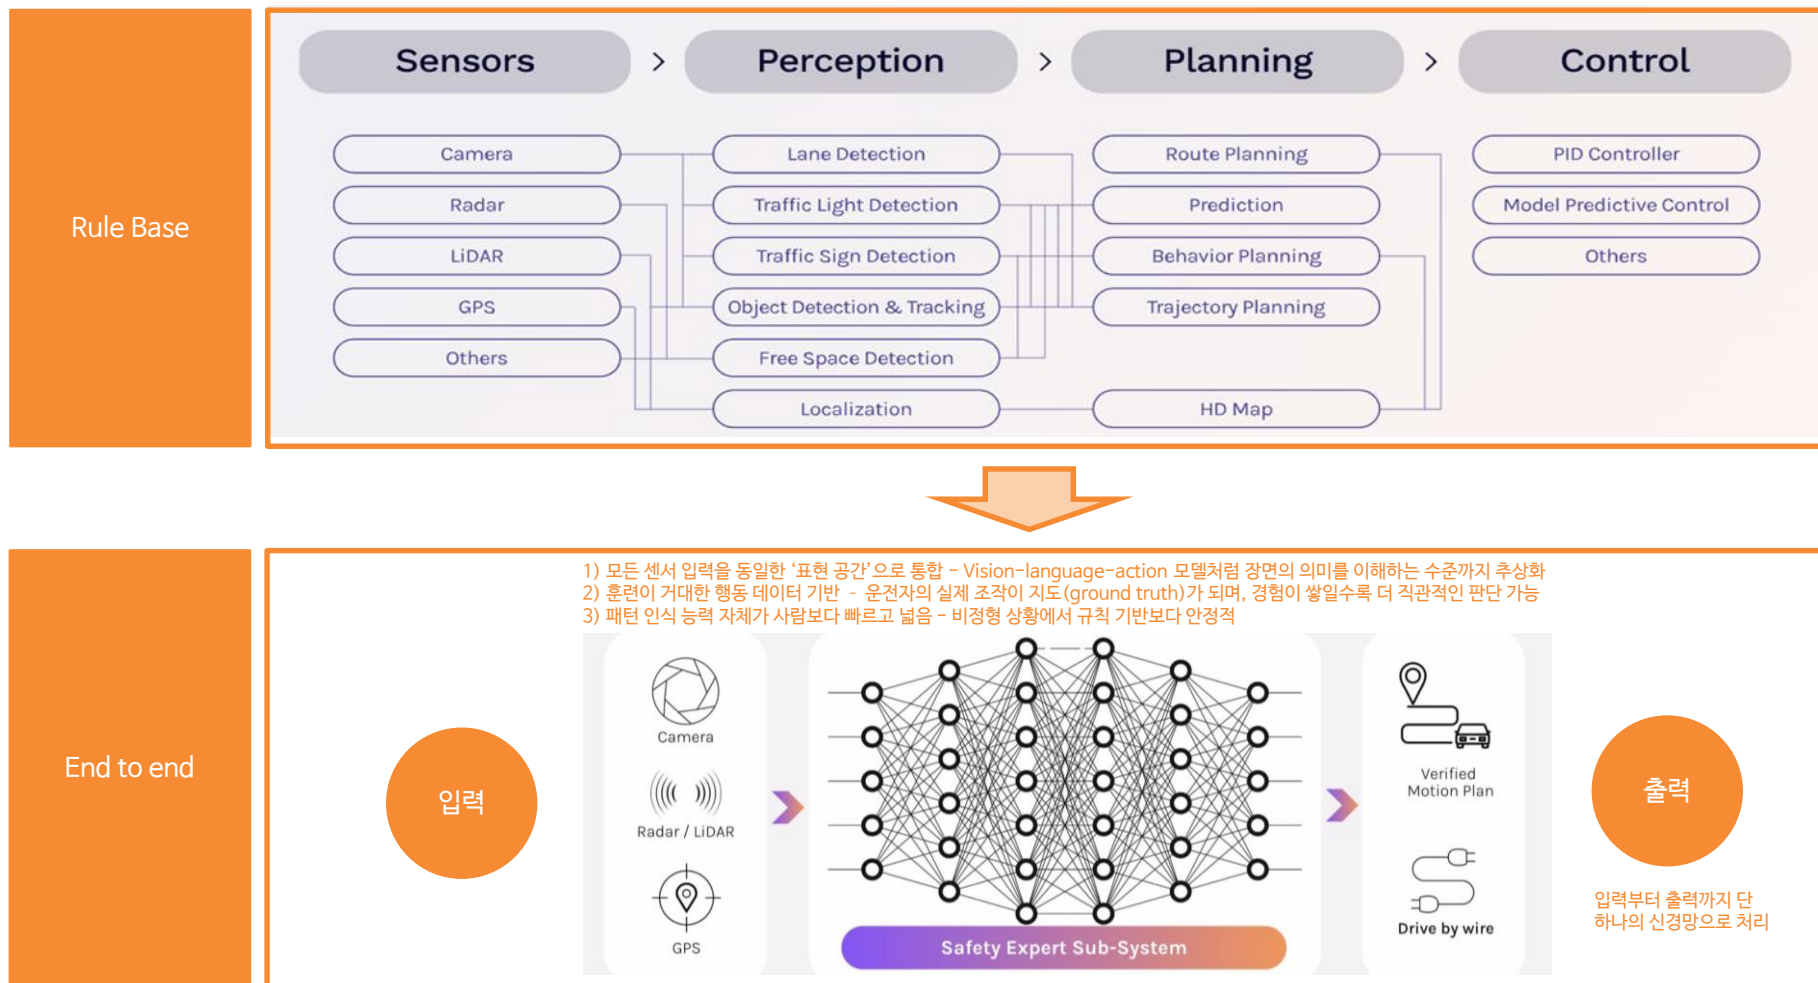 Rule Base
Sensors > Perception > Planning > Control
Camera
Radar
LiDAR
GPS
Others
Lane Detection
Traffic Light Detection
Traffic Sign Detection
Object Detection & Tracking
Free Space Detection
Localization
Route Planning
Prediction
Behavior Planning
Trajectory Planning
HD Map
PID Controller
Model Predictive Control
Others
End to end
1) 모든 센서 입력을 동일한 ‘표현 공간’으로 통합 – Vision-language-action 모델처럼 장면의 의미를 이해하는 수준까지 추상화
2) 훈련이 거대한 행동 데이터 기반 – 운전자의 실제 조작이 지도(ground truth)가 되며, 경험이 쌓일수록 더 직관적인 판단 가능
3) 패턴 인식 능력 자체가 사람보다 빠르고 넓음 – 비정형 상황에서 규칙 기반보다 안정적
입력
Camera
Radar / LiDAR
GPS
Safety Expert Sub-System
Verified
Motion Plan
Drive by wire
출력
입력부터 출력까지 단
하나의 신경망으로 처리